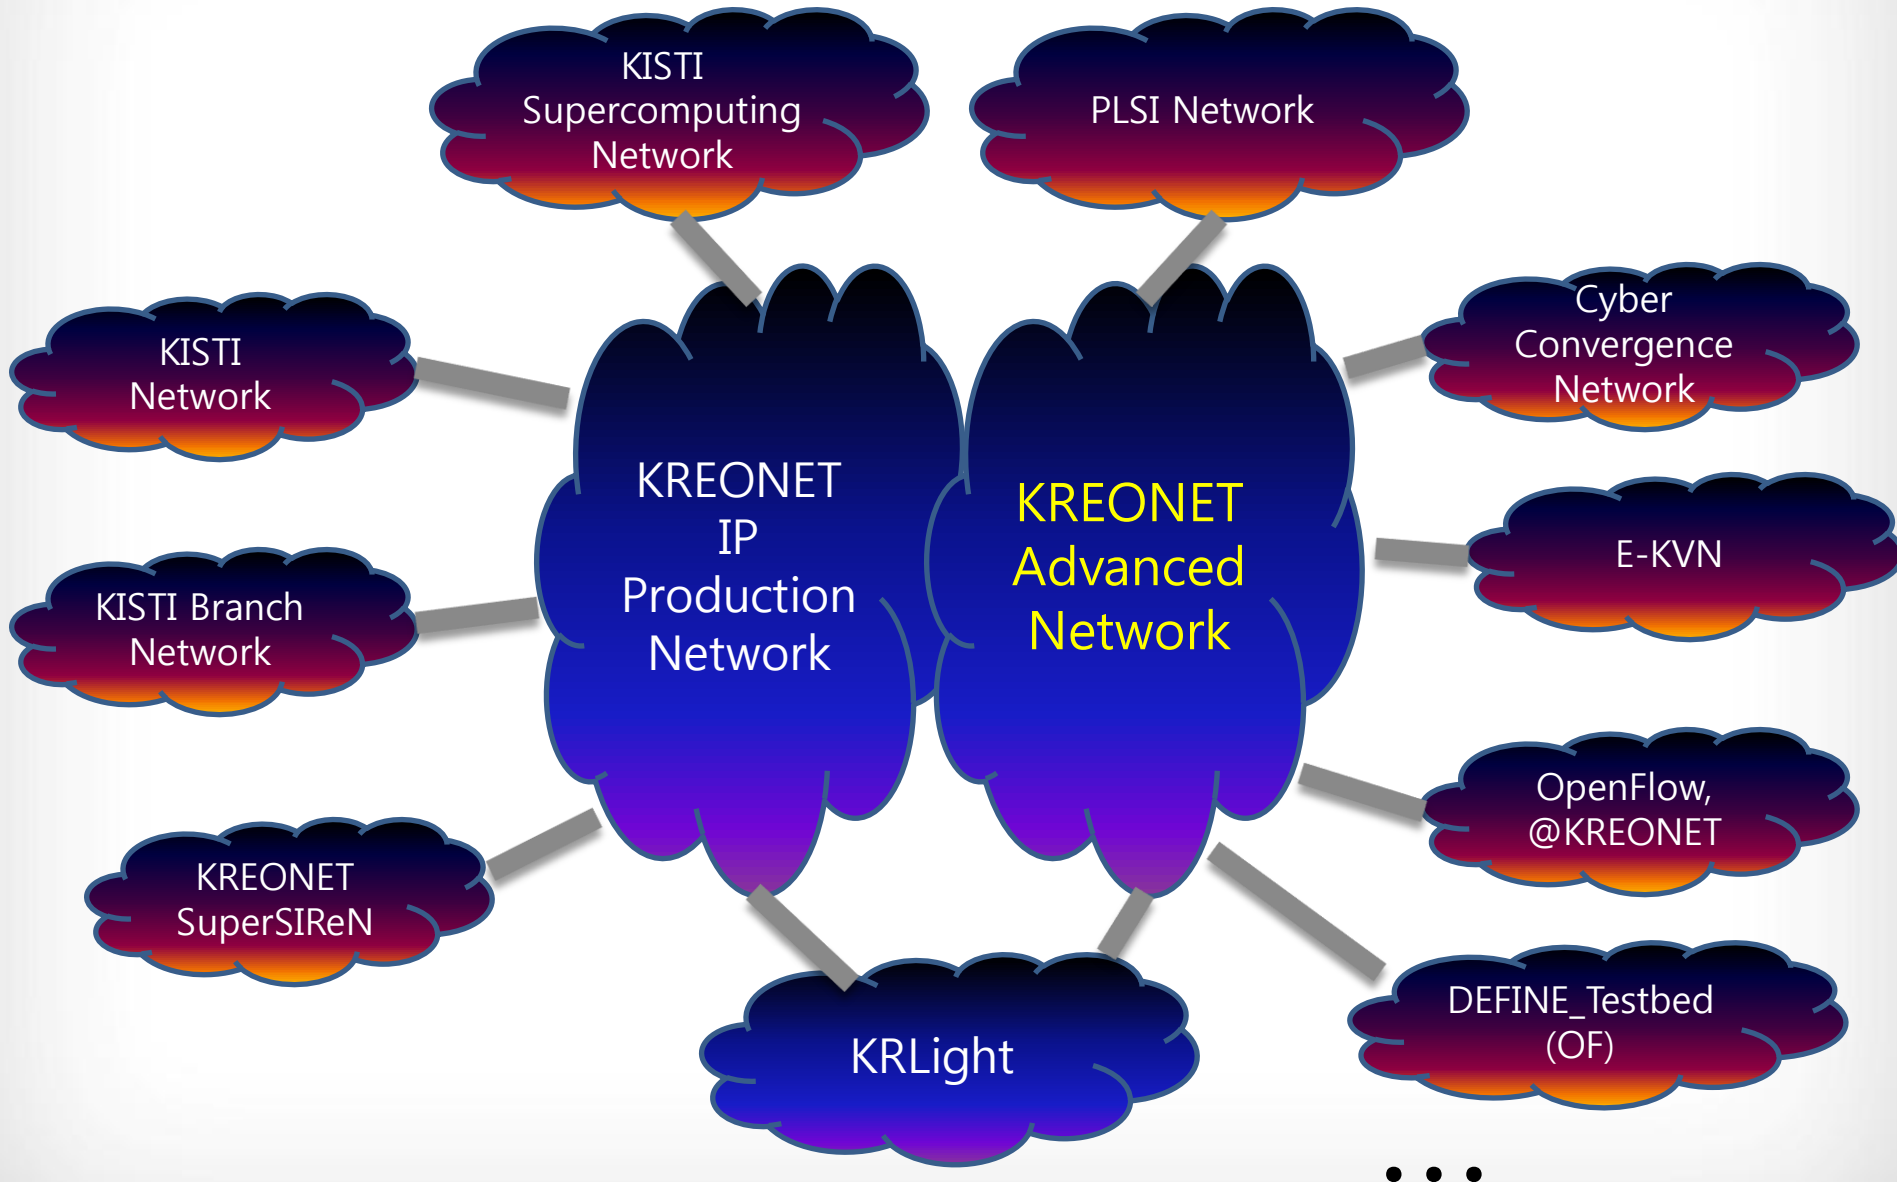 KISTI
Supercomputing
Network
PLSI Network
KISTI
Network
Cyber
Convergence
Network
KREONET
IP
Production
Network
KREONET
Advanced
Network
E-KVN
KISTI Branch
Network
OpenFlow,
@KREONET
KREONET
SuperSIReN
DEFINE_Testbed
(OF)
KRLight
...